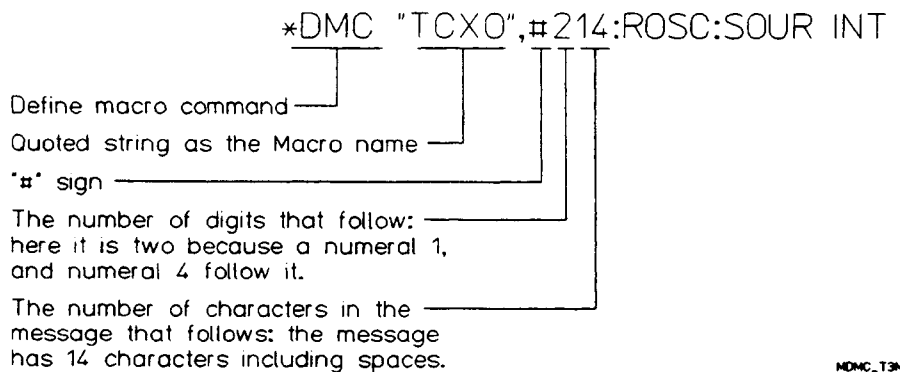 *DMC "TCXO",#214:ROSC:SOUR INT
Define macro command
Quoted string as the Macro name
"#" sign
The number of digits that follow:
here it is two because a numeral 1,
and numeral 4 follow it.
The number of characters in the
message that follows: the message
has 14 characters including spaces.
MDMC_T3M